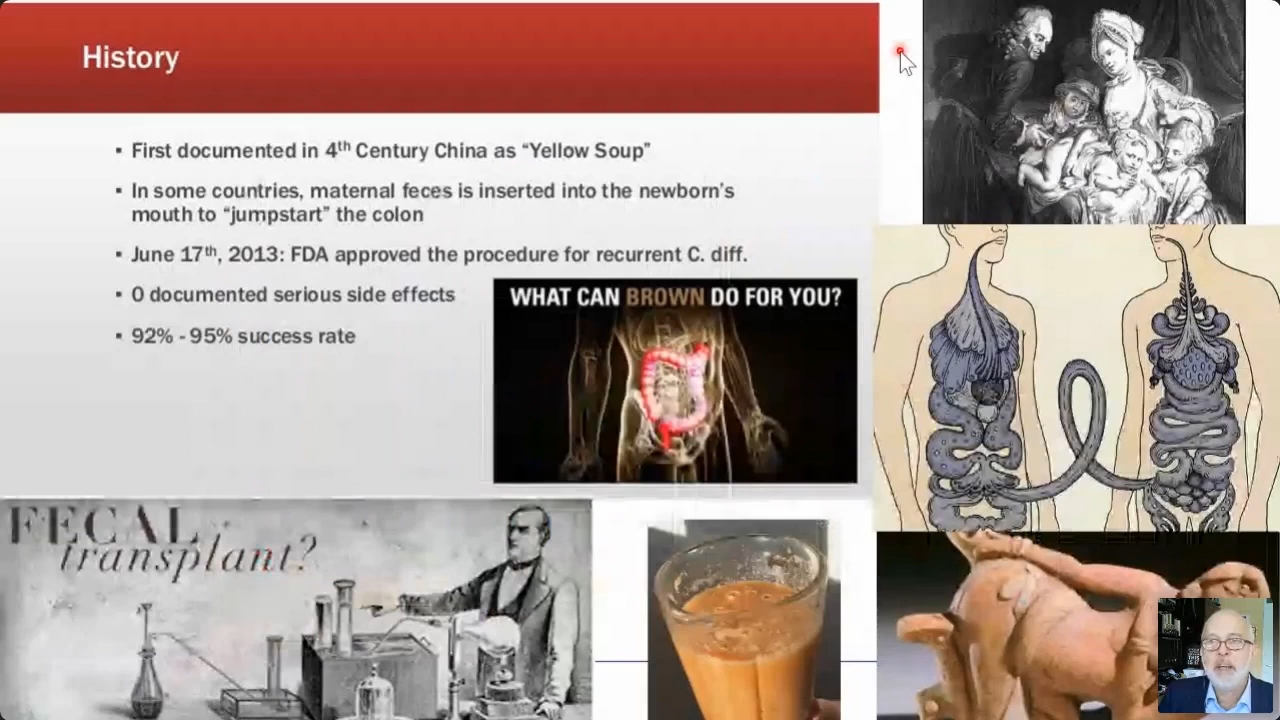 History
▪ First documented in 4th Century China as “Yellow Soup”
▪ In some countries, maternal feces is inserted into the newborn’s
mouth to “jumpstart” the colon
▪ June 17th, 2013: FDA approved the procedure for recurrent C. diff.
▪ 0 documented serious side effects
▪ 92% - 95% success rate
WHAT CAN BROWN DO FOR YOU?
FECAL
transplant?